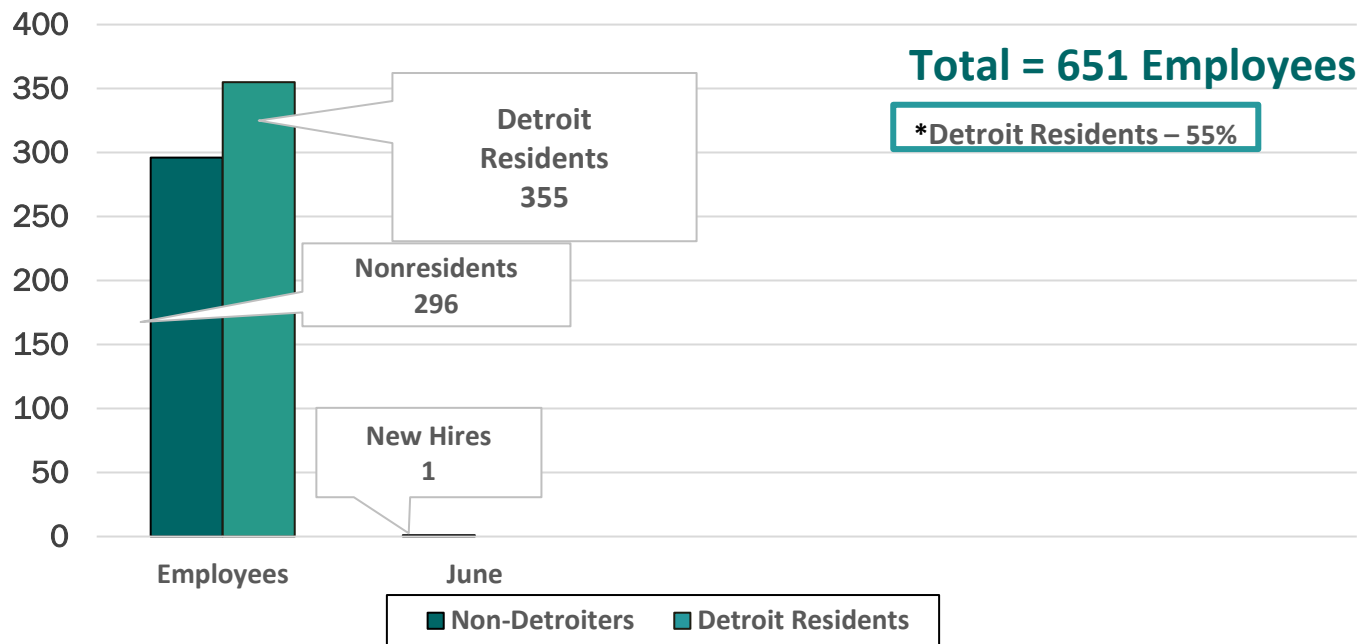 Total = 651 Employees
*Detroit Residents – 55%
400
350
300
250
200
150
100
50
0
Detroit
Residents
355
Nonresidents
296
New Hires
1
Employees
June
Non-Detroiters
Detroit Residents